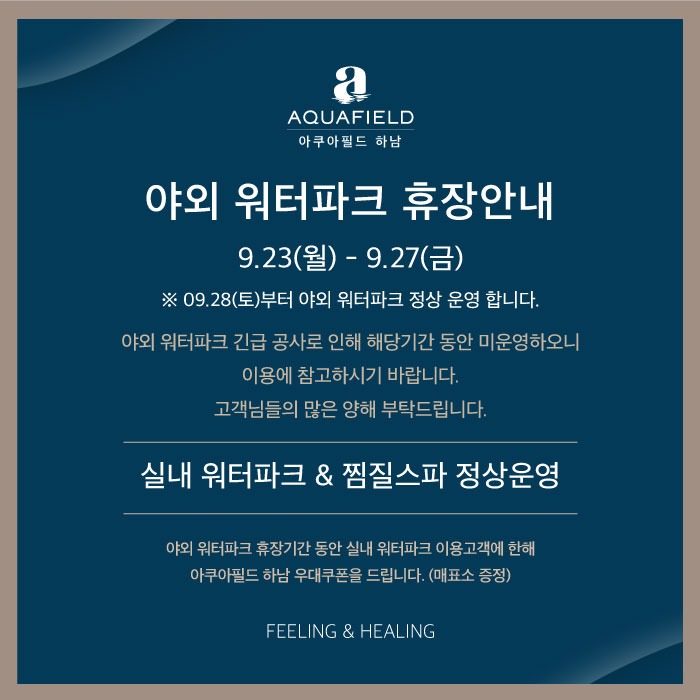 a
AQUAFIELD
아쿠아필드 하남
야외 워터파크 휴장안내
9.23(월) - 9.27(금)
※ 09.28(토)부터 야외 워터파크 정상 운영 합니다.
야외 워터파크 긴급 공사로 인해 해당기간 동안 미운영하오니
이용에 참고하시기 바랍니다.
고객님들의 많은 양해 부탁드립니다.
실내 워터파크 & 찜질스파 정상운영
야외 워터파크 휴장기간 동안 실내 워터파크 이용고객에 한해
아쿠아필드 하남 우대쿠폰을 드립니다. (매표소 증정)
FEELING & HEALING